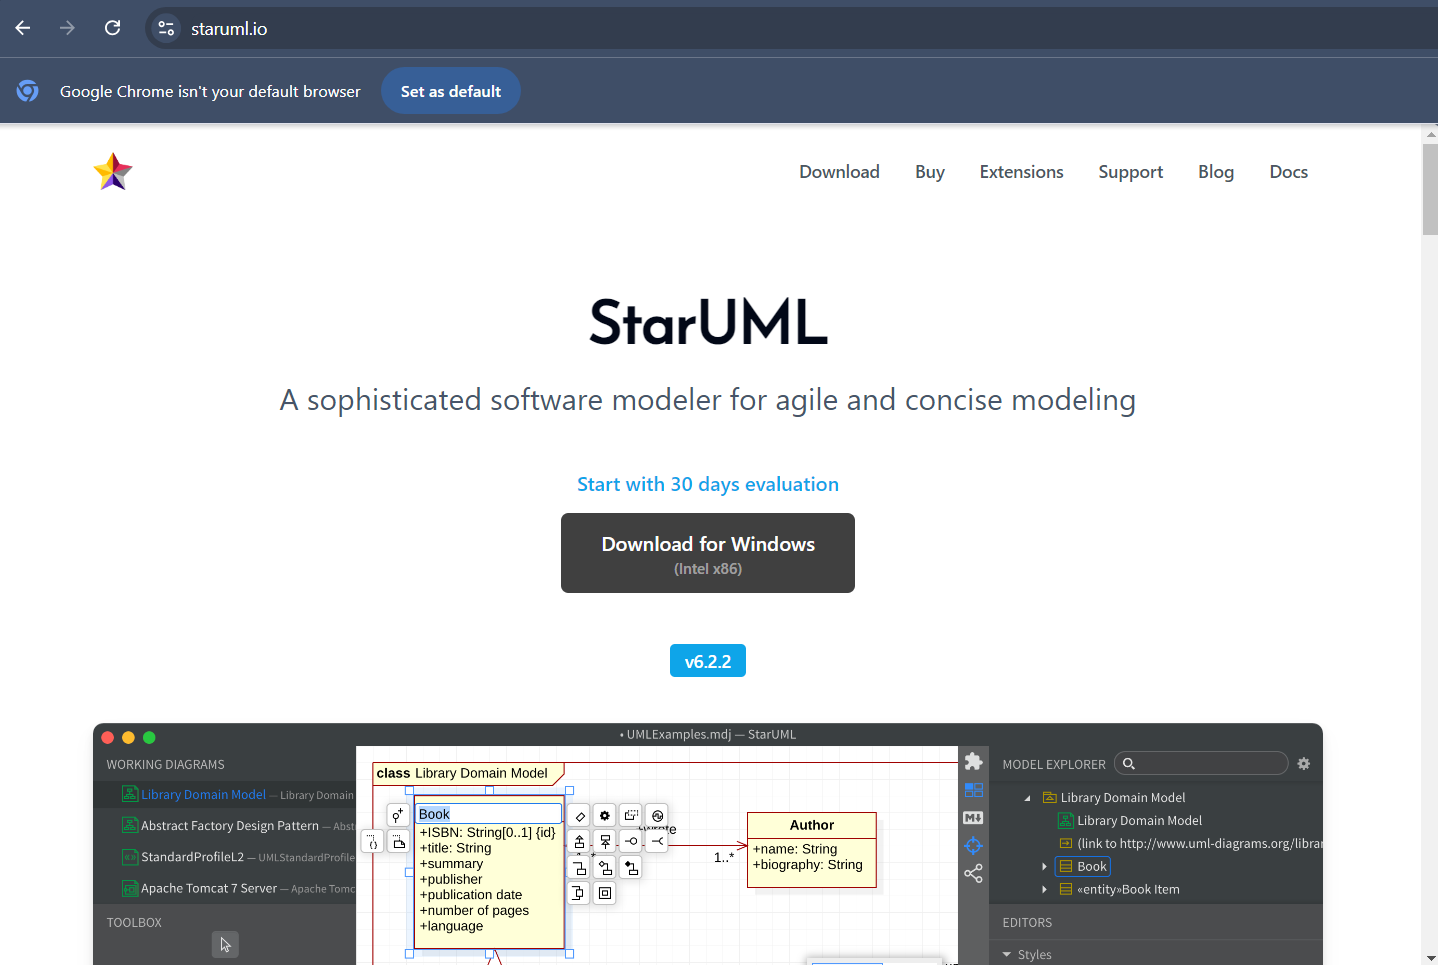 staruml.io
Google Chrome isn't your default browser
Set as default
Download
Buy
Extensions
Support
Blog
Docs
StarUML
A sophisticated software modeler for agile and concise modeling
Start with 30 days evaluation
Download for Windows
(Intel x86)
v6.2.2
• UMLExamples.mdj — StarUML
WORKING DIAGRAMS
Library Domain Model — Library Domain
Abstract Factory Design Pattern — Abst
StandardProfileL2 — UMLStandardProfile
Apache Tomcat 7 Server — Apache Tomc
TOOLBOX
class Library Domain Model
Book
+ISBN: String[0..1] {id}
+title: String
+summary
+publisher
+publication date
+number of pages
+language
1..*
Author
+name: String
+biography: String
MODEL EXPLORER
Library Domain Model
Library Domain Model
(link to http://www.uml-diagrams.org/librar
Book
«entity»Book Item
EDITORS
Styles